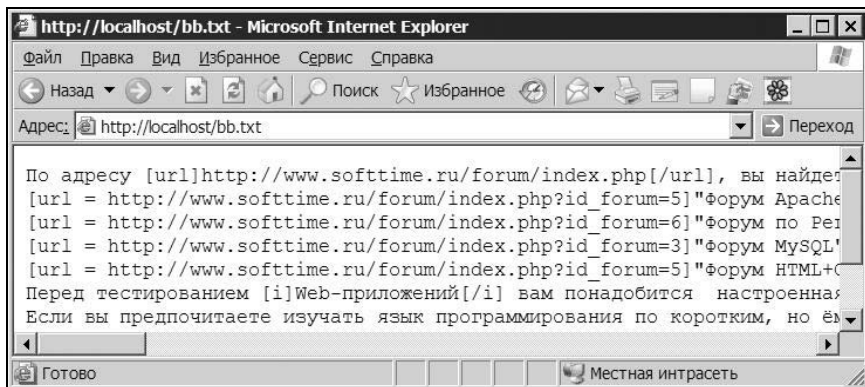 http://localhost/bb.txt - Microsoft Internet Explorer
Файл Правка Вид Избранное Сервис Справка
Назад Поиск Избранное
Адрес: http://localhost/bb.txt Переход
По адресу [url]http://www.softtime.ru/forum/index.php[/url], вы найдет
[url = http://www.softtime.ru/forum/index.php?id_forum=5]"Форум Apache
[url = http://www.softtime.ru/forum/index.php?id_forum=6]"Форум по Рег
[url = http://www.softtime.ru/forum/index.php?id_forum=3]"Форум MySQL"
[url = http://www.softtime.ru/forum/index.php?id_forum=5]"Форум HTML+
Перед тестированием [i]Web-приложений[/i] вам понадобится настроенная
Если вы предпочитаете изучать язык программирования по коротким, но ём
Готово Местная интрасеть